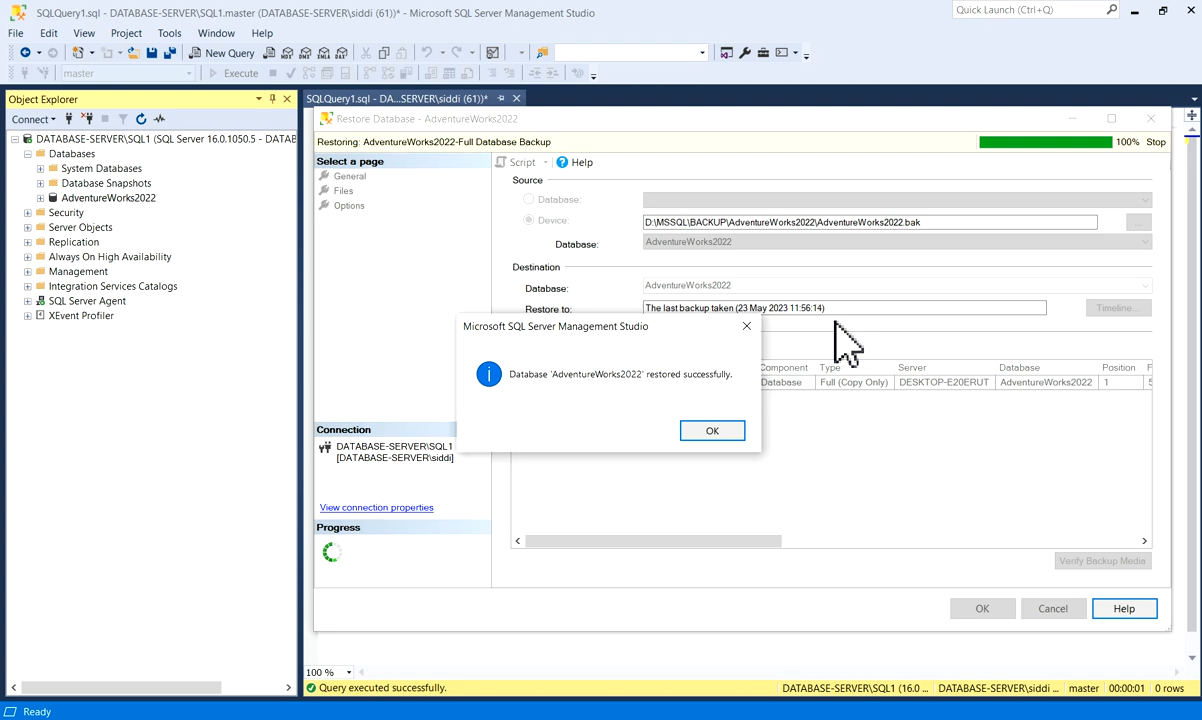 SQLQuery1.sql - DATABASE-SERVER\SQL1.master (DATABASE-SERVER\siddi (61))* - Microsoft SQL Server Management Studio
Quick Launch (Ctrl+Q)
File Edit View Project Tools Window Help
New Query
MDX DMX XMLA DAX
master
Execute
Object Explorer
SQLQuery1.sql - DA...SERVER\siddi (61))*
Connect
DATABASE-SERVER\SQL1 (SQL Server 16.0.1050.5 - DATAB
Databases
System Databases
Database Snapshots
AdventureWorks2022
Security
Server Objects
Replication
Always On High Availability
Management
Integration Services Catalogs
SQL Server Agent
XEvent Profiler
Restore Database - AdventureWorks2022
Restoring: AdventureWorks2022-Full Database Backup
100% Stop
Select a page
General
Files
Options
Script
Help
Source
Database:
Device:
D:\MSSQL\BACKUP\AdventureWorks2022\AdventureWorks2022.bak
...
Database:
AdventureWorks2022
Destination
Database:
AdventureWorks2022
Restore to:
The last backup taken (23 May 2023 11:56:14)
Timeline...
Component Type Server Database Position
Database Full (Copy Only) DESKTOP-E20ERUT AdventureWorks2022 1
Microsoft SQL Server Management Studio
Database 'AdventureWorks2022' restored successfully.
OK
Connection
DATABASE-SERVER\SQL1
[DATABASE-SERVER\siddi]
View connection properties
Progress
Verify Backup Media
OK Cancel Help
100 %
Query executed successfully.
DATABASE-SERVER\SQL1 (16.0 ... DATABASE-SERVER\siddi ... master 00:00:01 0 rows
Ready